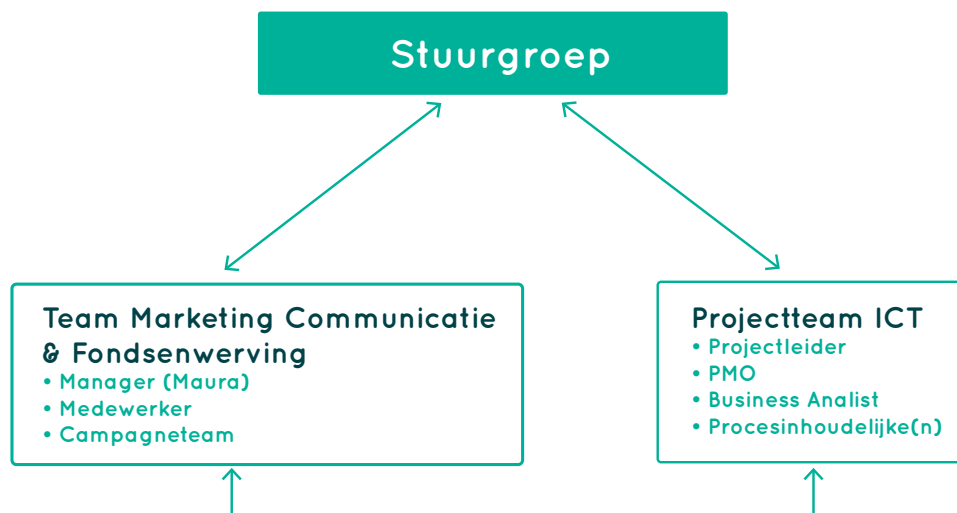 Stuurgroep
Team Marketing Communicatie
& Fondsenwerving
• Manager (Maura)
• Medewerker
• Campagneteam
Projectteam ICT
• Projectleider
• PMO
• Business Analist
• Procesinhoudelijke(n)